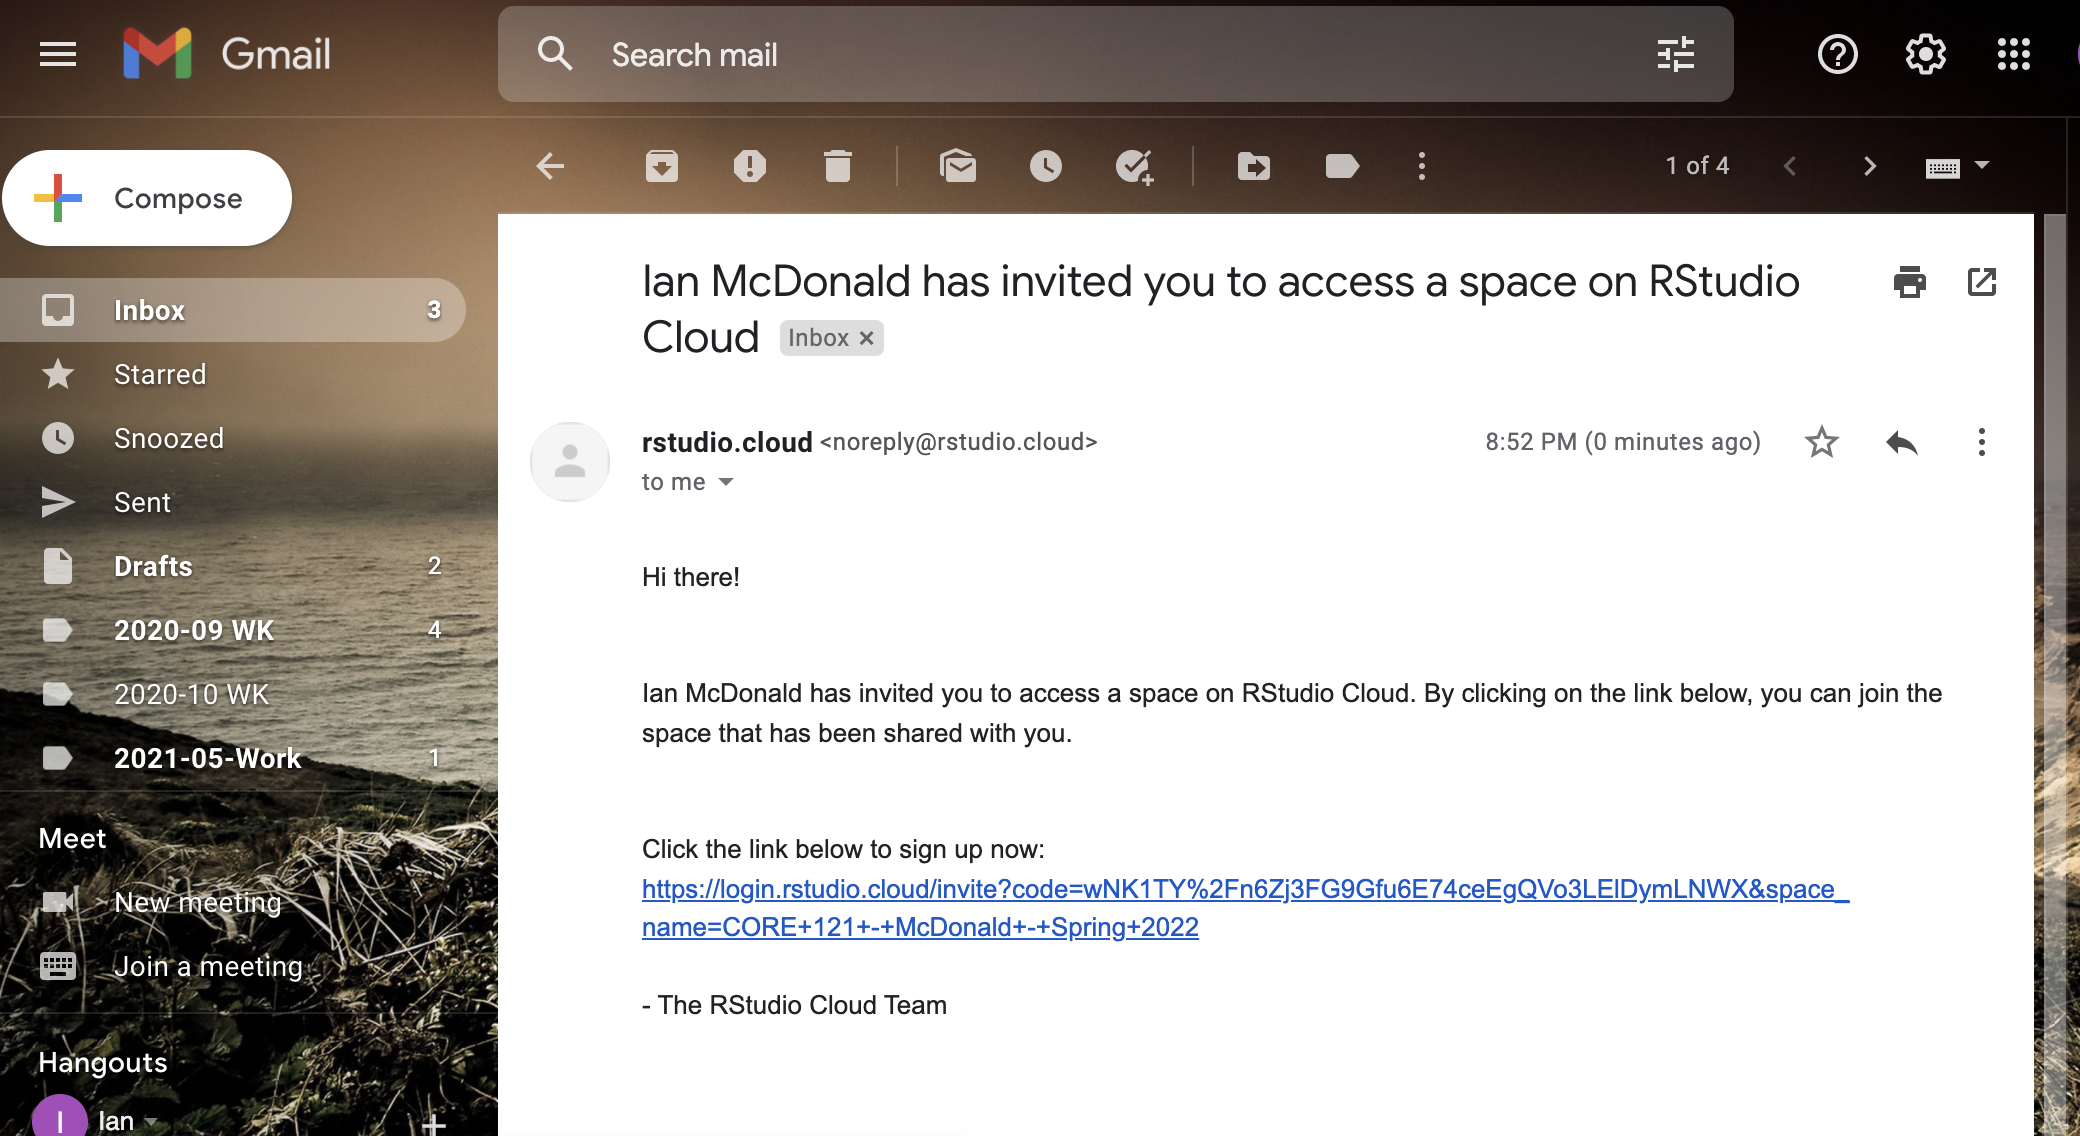 Gmail
Search mail
Compose
1 of 4
Inbox 3
Starred
Snoozed
Sent
Drafts 2
2020-09 WK 4
2020-10 WK
2021-05-Work 1
Meet
New meeting
Join a meeting
Hangouts
I Ian
Ian McDonald has invited you to access a space on RStudio
Cloud Inbox ×
rstudio.cloud <noreply@rstudio.cloud> 8:52 PM (0 minutes ago)
to me
Hi there!
Ian McDonald has invited you to access a space on RStudio Cloud. By clicking on the link below, you can join the
space that has been shared with you.
Click the link below to sign up now:
https://login.rstudio.cloud/invite?code=wNK1TY%2Fn6Zj3FG9Gfu6E74ceEgQVo3LElDymLNWX&space_
name=CORE+121+-+McDonald+-+Spring+2022
- The RStudio Cloud Team